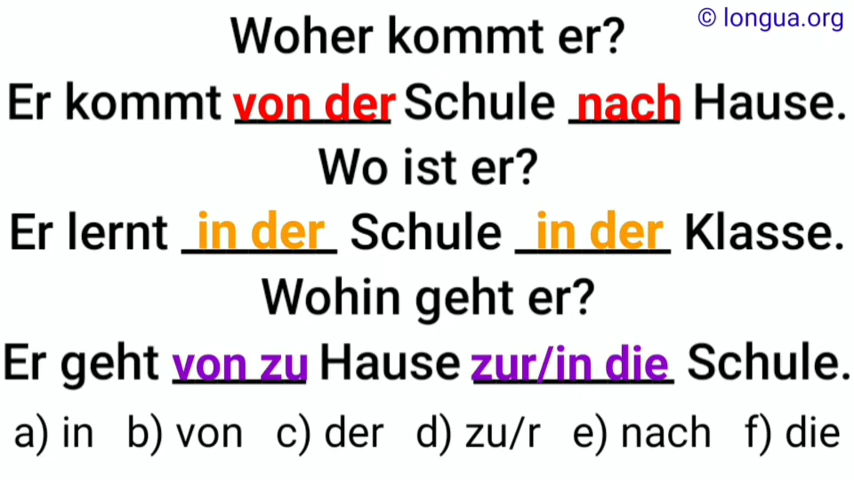 © longua.org
Woher kommt er?
Er kommt von der Schule nach Hause.
Wo ist er?
Er lernt in der Schule in der Klasse.
Wohin geht er?
Er geht von zu Hause zur/in die Schule.
a) in b) von c) der d) zu/r e) nach f) die